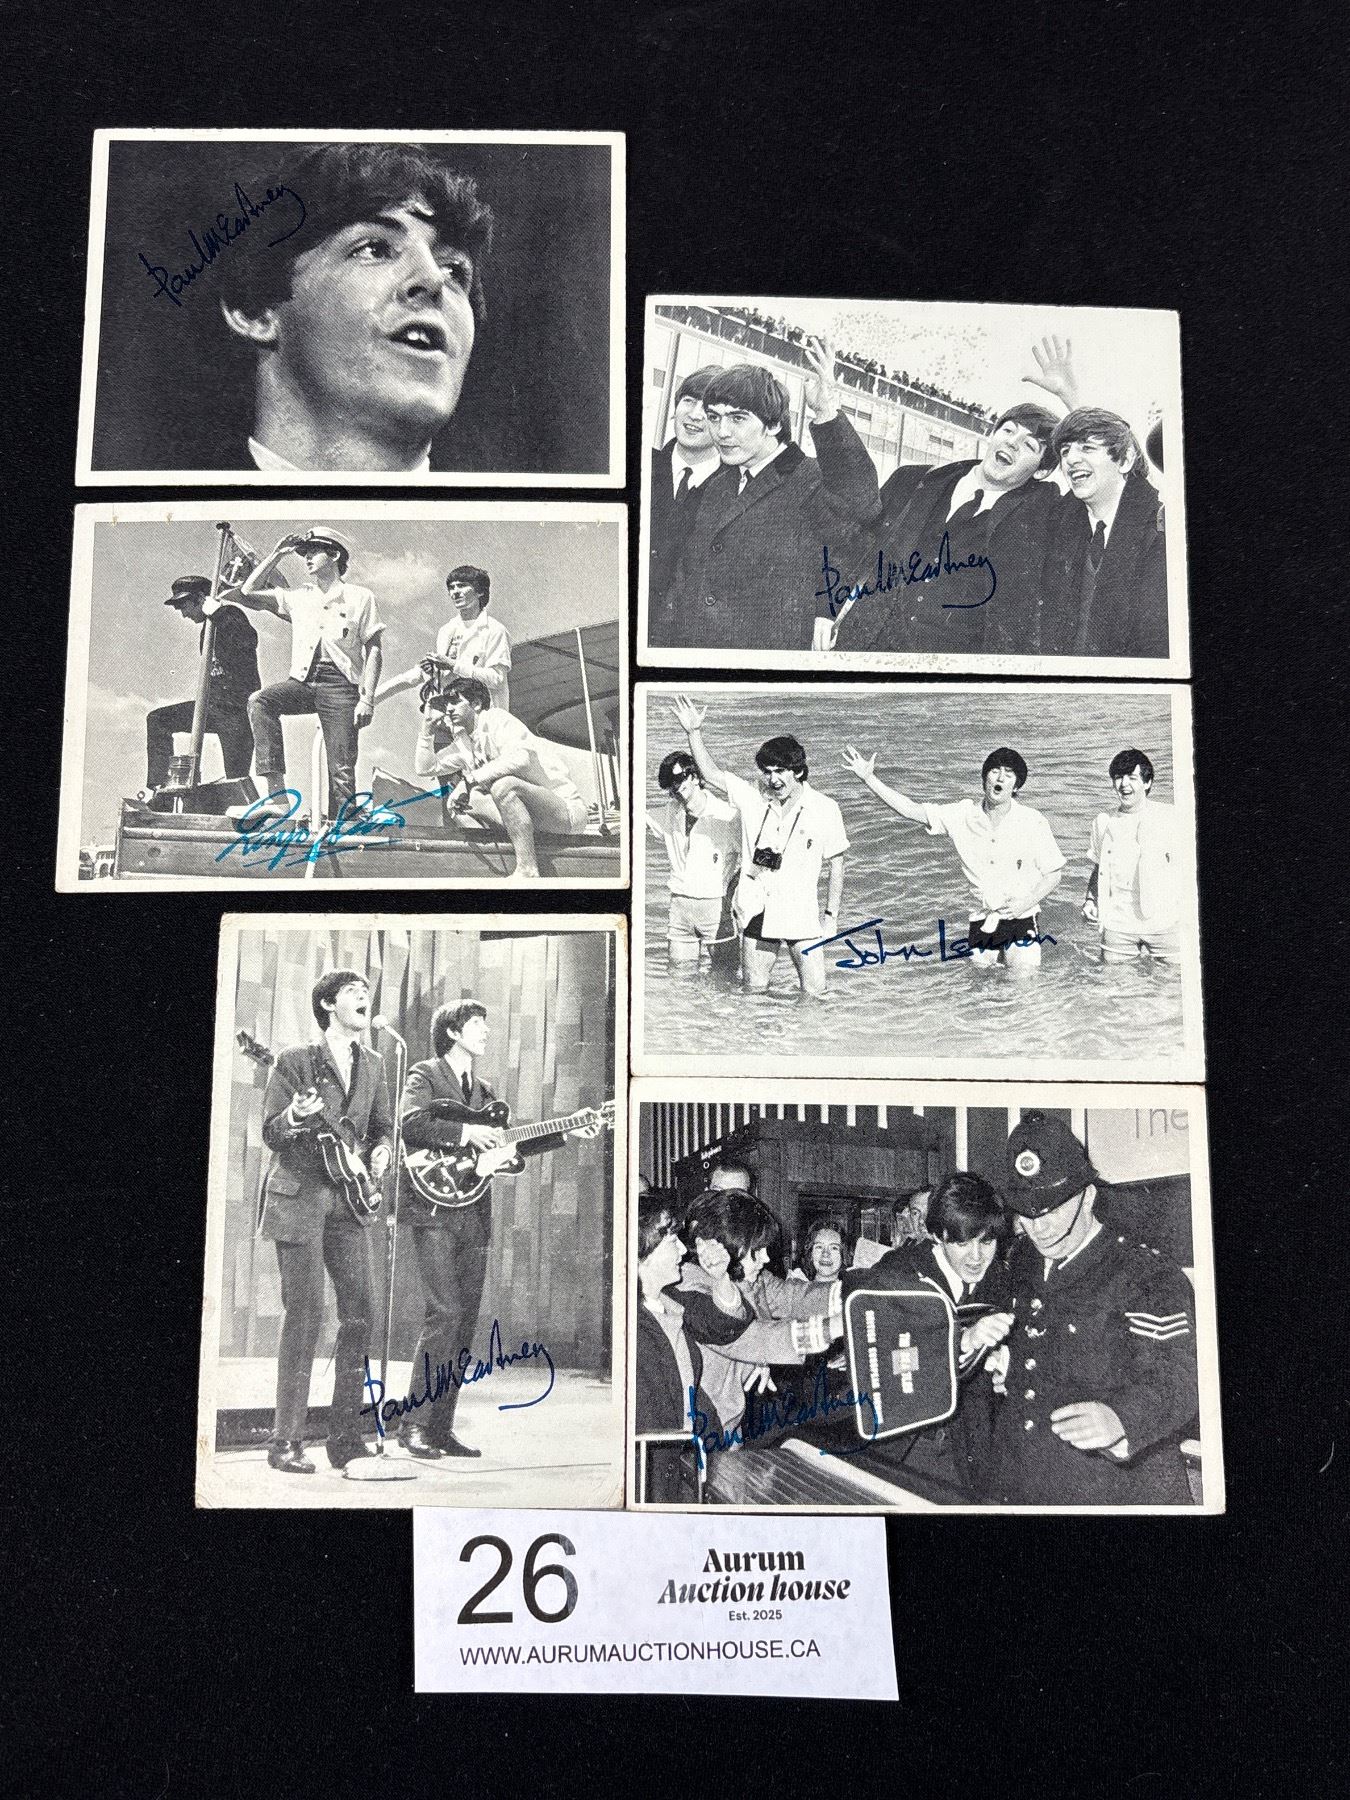 Paul McCartney
Paul McCartney
Ringo Starr
John Lennon
Paul McCartney
The
Paul McCartney
26
Aurum
Auction house
Est. 2025
WWW.AURUMAUCTIONHOUSE.CA